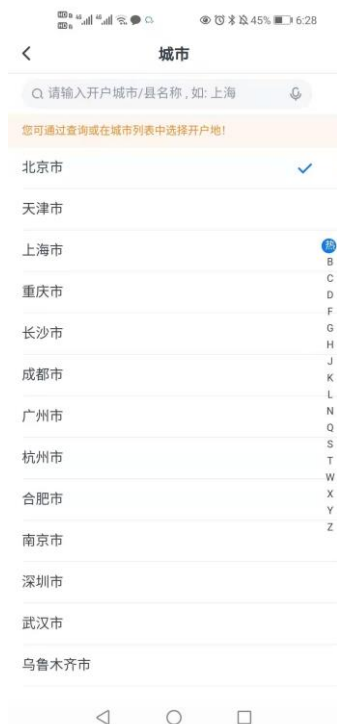 HD 46 46 45% 6:28
城市
请输入开户城市/县名称,如: 上海
您可通过查询或在城市列表中选择开户地!
北京市
天津市
上海市
重庆市
长沙市
成都市
广州市
杭州市
合肥市
南京市
深圳市
武汉市
乌鲁木齐市
热
B
C
D
F
G
H
J
K
L
N
Q
S
T
W
X
Y
Z